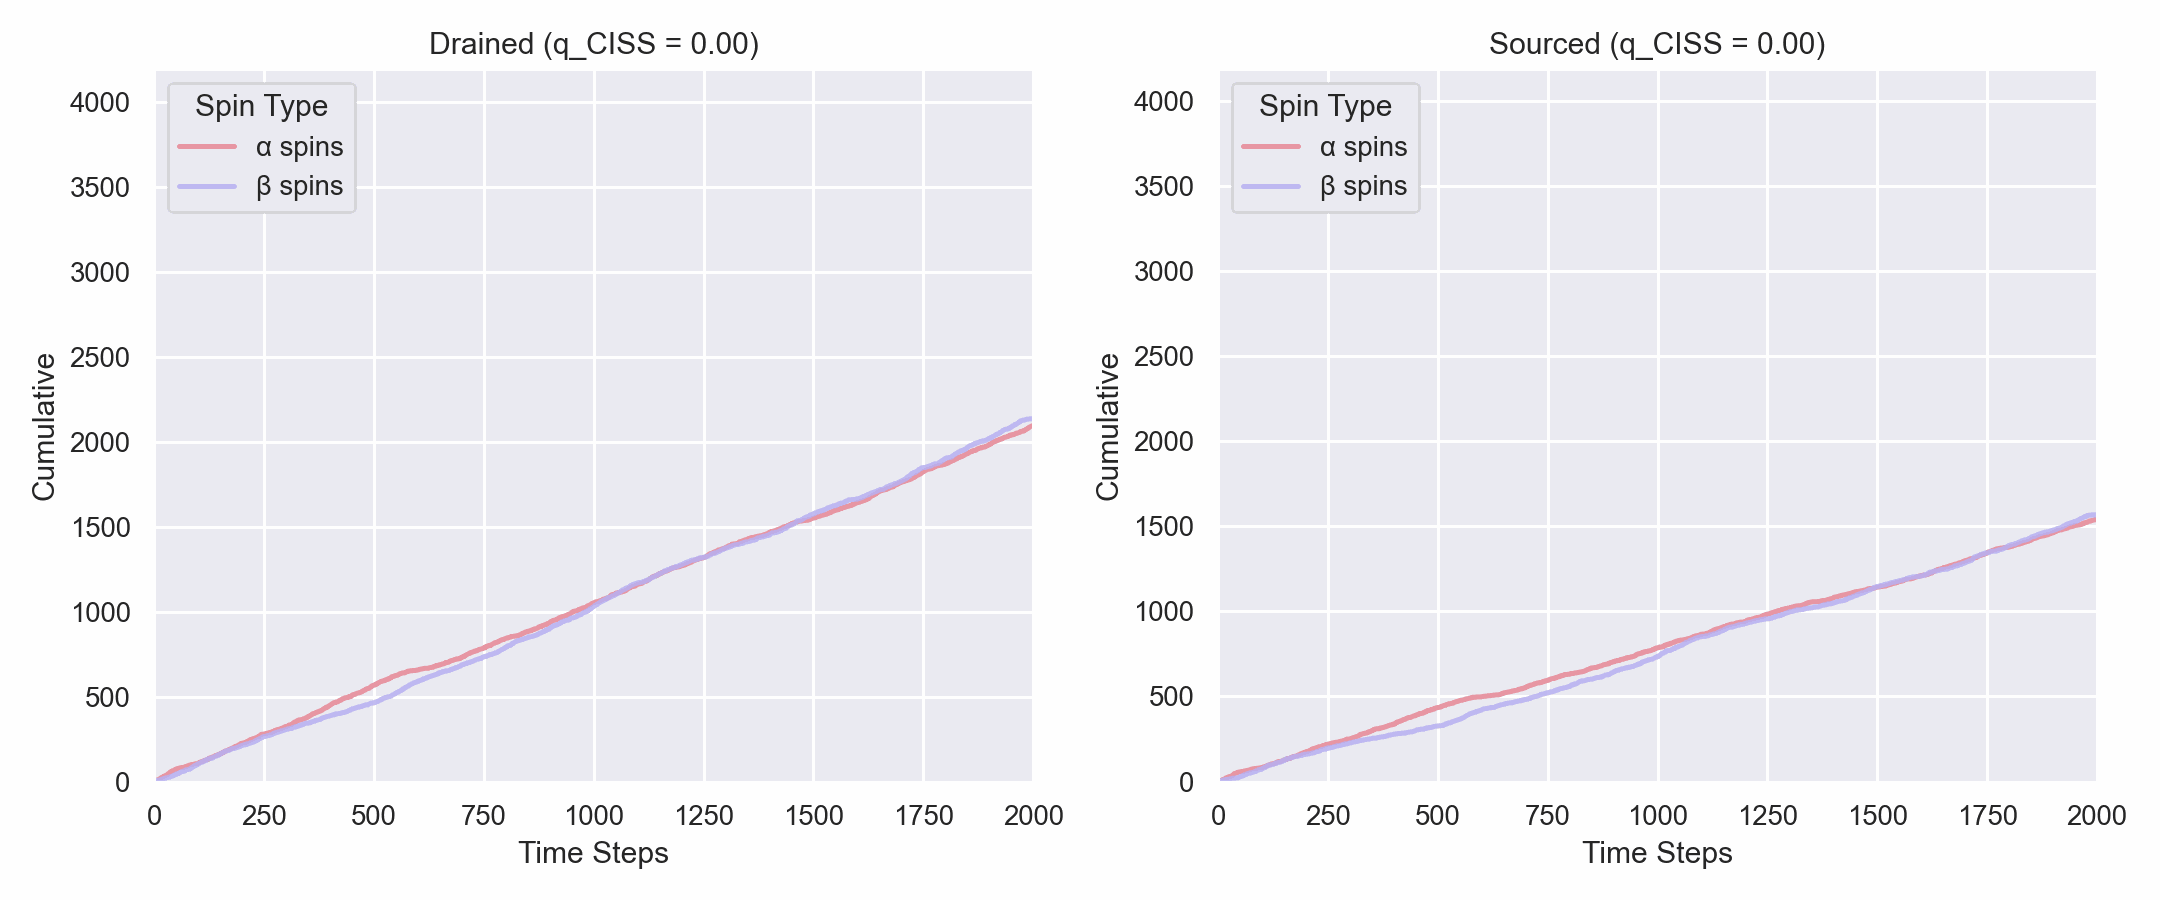 Drained (q_CISS = 0.00)
Spin Type
α spins
β spins
4000
3500
3000
2500
2000
1500
1000
500
0
Cumulative
0 250 500 750 1000 1250 1500 1750 2000
Time Steps
Sourced (q_CISS = 0.00)
Spin Type
α spins
β spins
4000
3500
3000
2500
2000
1500
1000
500
0
Cumulative
0 250 500 750 1000 1250 1500 1750 2000
Time Steps